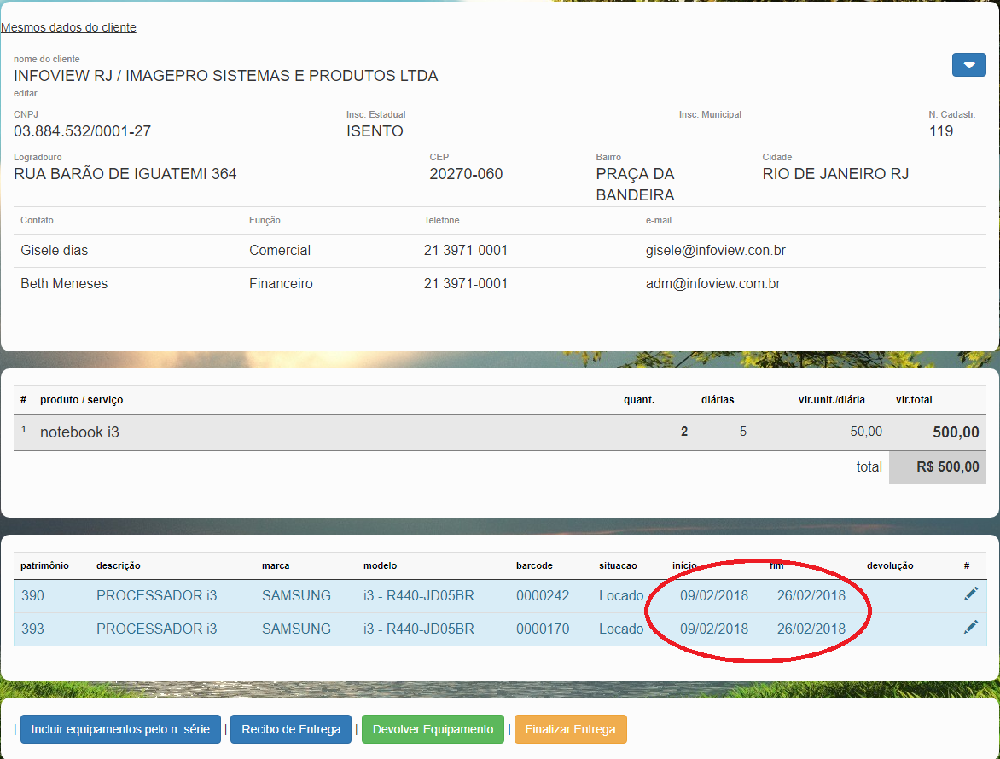 Mesmos dados do cliente
nome do cliente
INFOVIEW RJ / IMAGEPRO SISTEMAS E PRODUTOS LTDA
editar
CNPJ Insc. Estadual Insc. Municipal N. Cadastr.
03.884.532/0001-27 ISENTO 119
Logradouro CEP Bairro Cidade
RUA BARÃO DE IGUATEMI 364 20270-060 PRAÇA DA RIO DE JANEIRO RJ
BANDEIRA
Contato Função Telefone e-mail
Gisele dias Comercial 21 3971-0001 gisele@infoview.con.br
Beth Meneses Financeiro 21 3971-0001 adm@infoview.com.br
# produto / serviço quant. diárias vlr.unit./diária vlr.total
1 notebook i3 2 5 50,00 500,00
total R$ 500,00
patrimônio descrição marca modelo barcode situacao início fim devolução #
390 PROCESSADOR i3 SAMSUNG i3 - R440-JD05BR 0000242 Locado 09/02/2018 26/02/2018
393 PROCESSADOR i3 SAMSUNG i3 - R440-JD05BR 0000170 Locado 09/02/2018 26/02/2018
| Incluir equipamentos pelo n. série | Recibo de Entrega | Devolver Equipamento | Finalizar Entrega